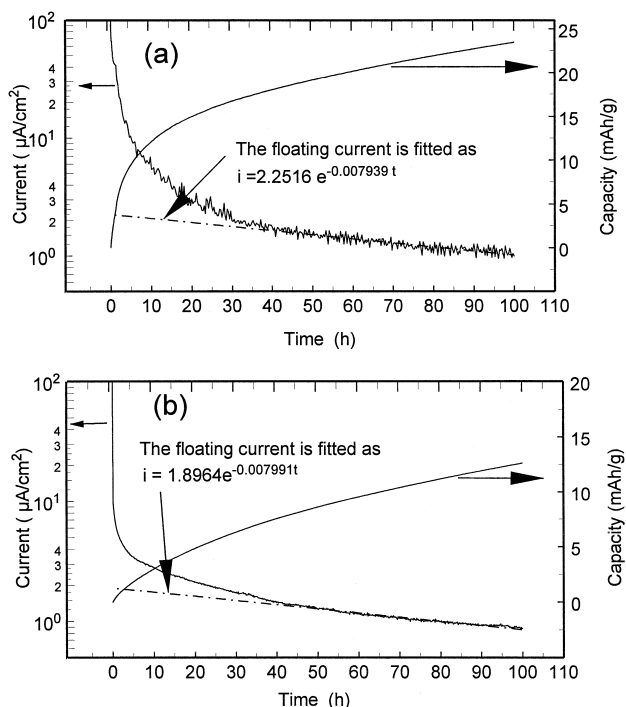 (a)
10²
4
3
2
10¹
4
3
2
10⁰
Current ( μA/cm²)
The floating current is fitted as
i =2.2516 e^-0.007939 t
25
20
15
10
5
0
Capacity (mAh/g)
0 10 20 30 40 50 60 70 80 90 100 110
Time (h)
(b)
10²
4
3
2
10¹
4
3
2
10⁰
Current ( μA/cm²)
The floating current is fitted as
i = 1.8964e^-0.007991t
20
15
10
5
0
Capacity (mAh/g)
0 10 20 30 40 50 60 70 80 90 100 110
Time (h)